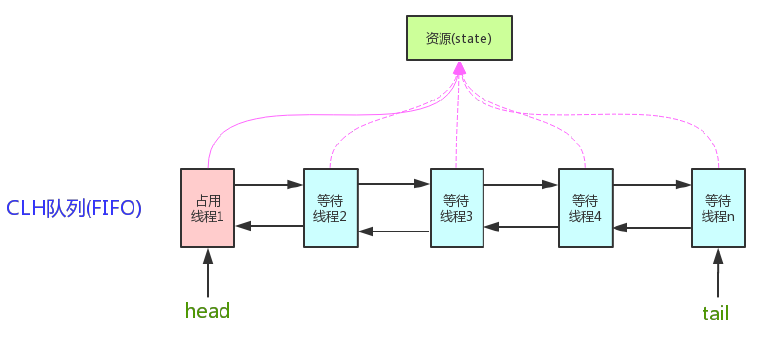 资源(state)
CLH队列(FIFO)
占用
线程1
等待
线程2
等待
线程3
等待
线程4
等待
线程n
head
tail